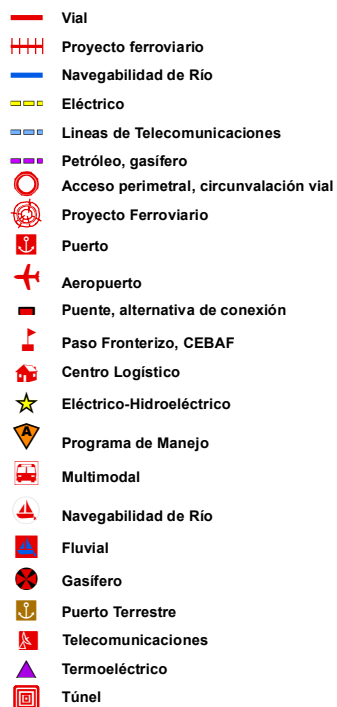 Vial
Proyecto ferroviario
Navegabilidad de Río
Eléctrico
Lineas de Telecomunicaciones
Petróleo, gasífero
Acceso perimetral, circunvalación vial
Proyecto Ferroviario
Puerto
Aeropuerto
Puente, alternativa de conexión
Paso Fronterizo, CEBAF
Centro Logístico
Eléctrico-Hidroeléctrico
A
Programa de Manejo
Multimodal
Navegabilidad de Río
Fluvial
Gasífero
Puerto Terrestre
Telecomunicaciones
Termoeléctrico
Túnel